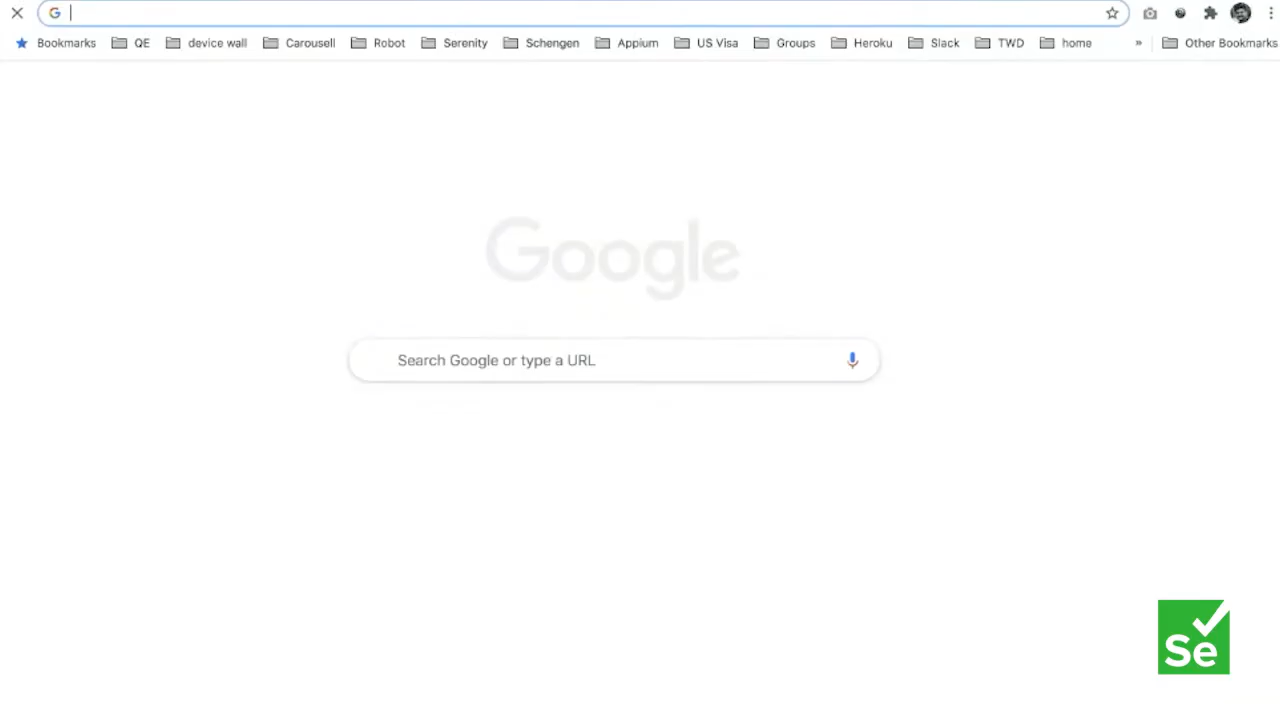 Bookmarks QE device wall Carousell Robot Serenity Schengen Appium US Visa Groups Heroku Slack TWD home » Other Bookmarks
Google
Search Google or type a URL
Se